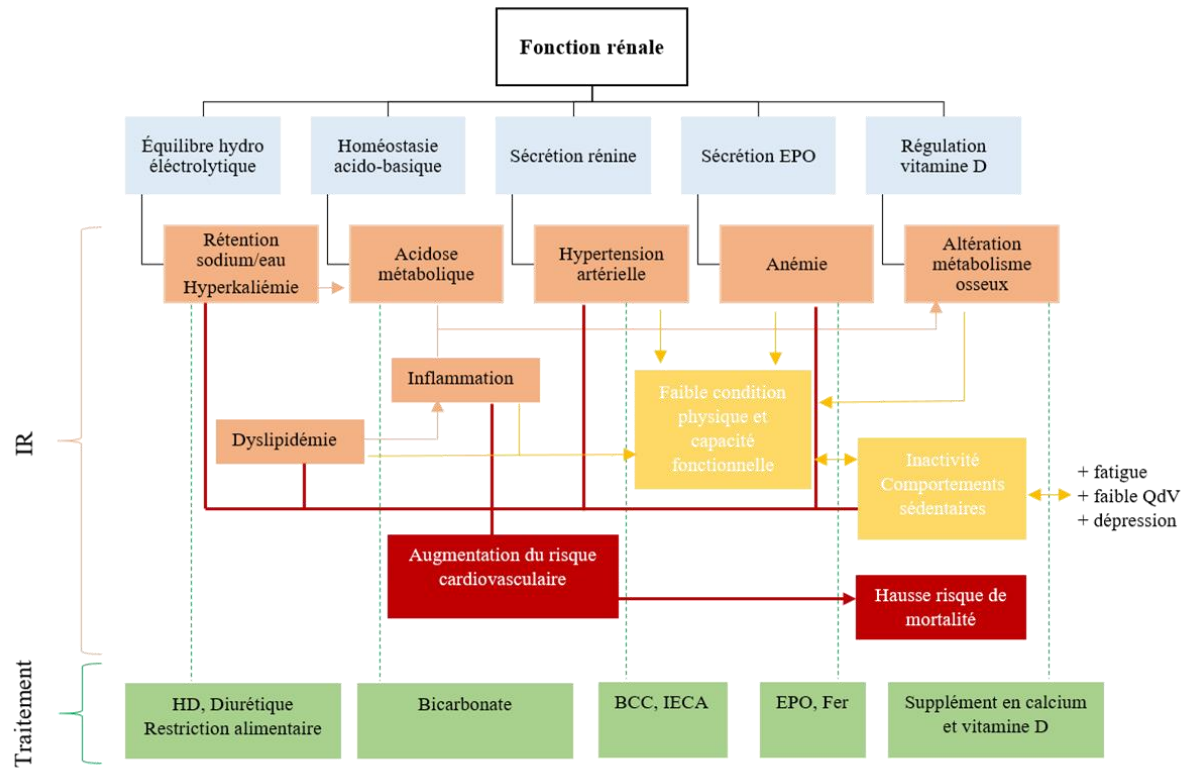 Fonction rénale
Équilibre hydro
éléctrolytique
Homéostasie
acido-basique
Sécrétion rénine
Sécrétion EPO
Régulation
vitamine D
Rétention
sodium/eau
Hyperkaliémie
Acidose
métabolique
Hypertension
artérielle
Anémie
Altération
métabolisme
osseux
Inflammation
Dyslipidémie
Faible condition
physique et
capacité
fonctionnelle
Inactivité
Comportements
sédentaires
+ fatigue
+ faible QdV
+ dépression
Augmentation du risque
cardiovasculaire
Hausse risque de
mortalité
IR
Traitement
HD, Diurétique
Restriction alimentaire
Bicarbonate
BCC, IECA
EPO, Fer
Supplément en calcium
et vitamine D